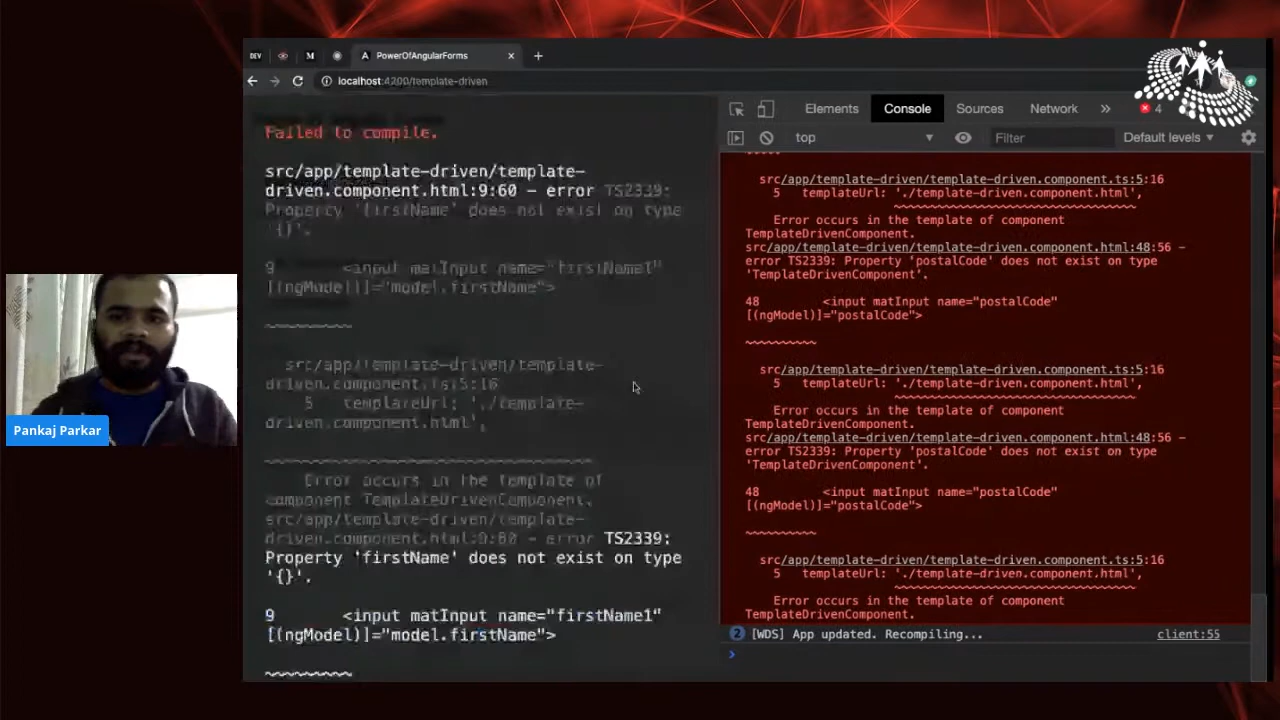 DEV
M
A PowerOfAngularForms
localhost:4200/template-driven
Failed to compile.
src/app/template-driven/template-
driven.component.html:9:60 – error TS2339:
Property 'firstName' does not exist on type
'{}'.
9 <input matInput name="firstName1"
[(ngModel)]="model.firstName">
~~~~~~~~~
src/app/template-driven/template-
driven.component.ts:5:16
5 templateUrl: './template-
driven.component.html',
~~~~~~~~~~~~~~~~~~~~~~~~~~~~~~~~~~
Error occurs in the template of
component TemplateDrivenComponent.
src/app/template-driven/template-
driven.component.html:9:60 – error TS2339:
Property 'firstName' does not exist on type
'{}'.
9 <input matInput name="firstName1"
[(ngModel)]="model.firstName">
~~~~~~~~~
Elements Console Sources Network » 4
top Filter Default levels
src/app/template-driven/template-driven.component.ts:5:16
5 templateUrl: './template-driven.component.html',
~~~~~~~~~~~~~~~~~~~~~~~~~~~~~~~~~~
Error occurs in the template of component
TemplateDrivenComponent.
src/app/template-driven/template-driven.component.html:48:56 –
error TS2339: Property 'postalCode' does not exist on type
'TemplateDrivenComponent'.
48 <input matInput name="postalCode"
[(ngModel)]="postalCode">
~~~~~~~~~~
src/app/template-driven/template-driven.component.ts:5:16
5 templateUrl: './template-driven.component.html',
~~~~~~~~~~~~~~~~~~~~~~~~~~~~~~~~~~
Error occurs in the template of component
TemplateDrivenComponent.
src/app/template-driven/template-driven.component.html:48:56 –
error TS2339: Property 'postalCode' does not exist on type
'TemplateDrivenComponent'.
48 <input matInput name="postalCode"
[(ngModel)]="postalCode">
~~~~~~~~~~
src/app/template-driven/template-driven.component.ts:5:16
5 templateUrl: './template-driven.component.html',
~~~~~~~~~~~~~~~~~~~~~~~~~~~~~~~~~~
Error occurs in the template of component
TemplateDrivenComponent.
2 [WDS] App updated. Recompiling... client:55
Pankaj Parkar